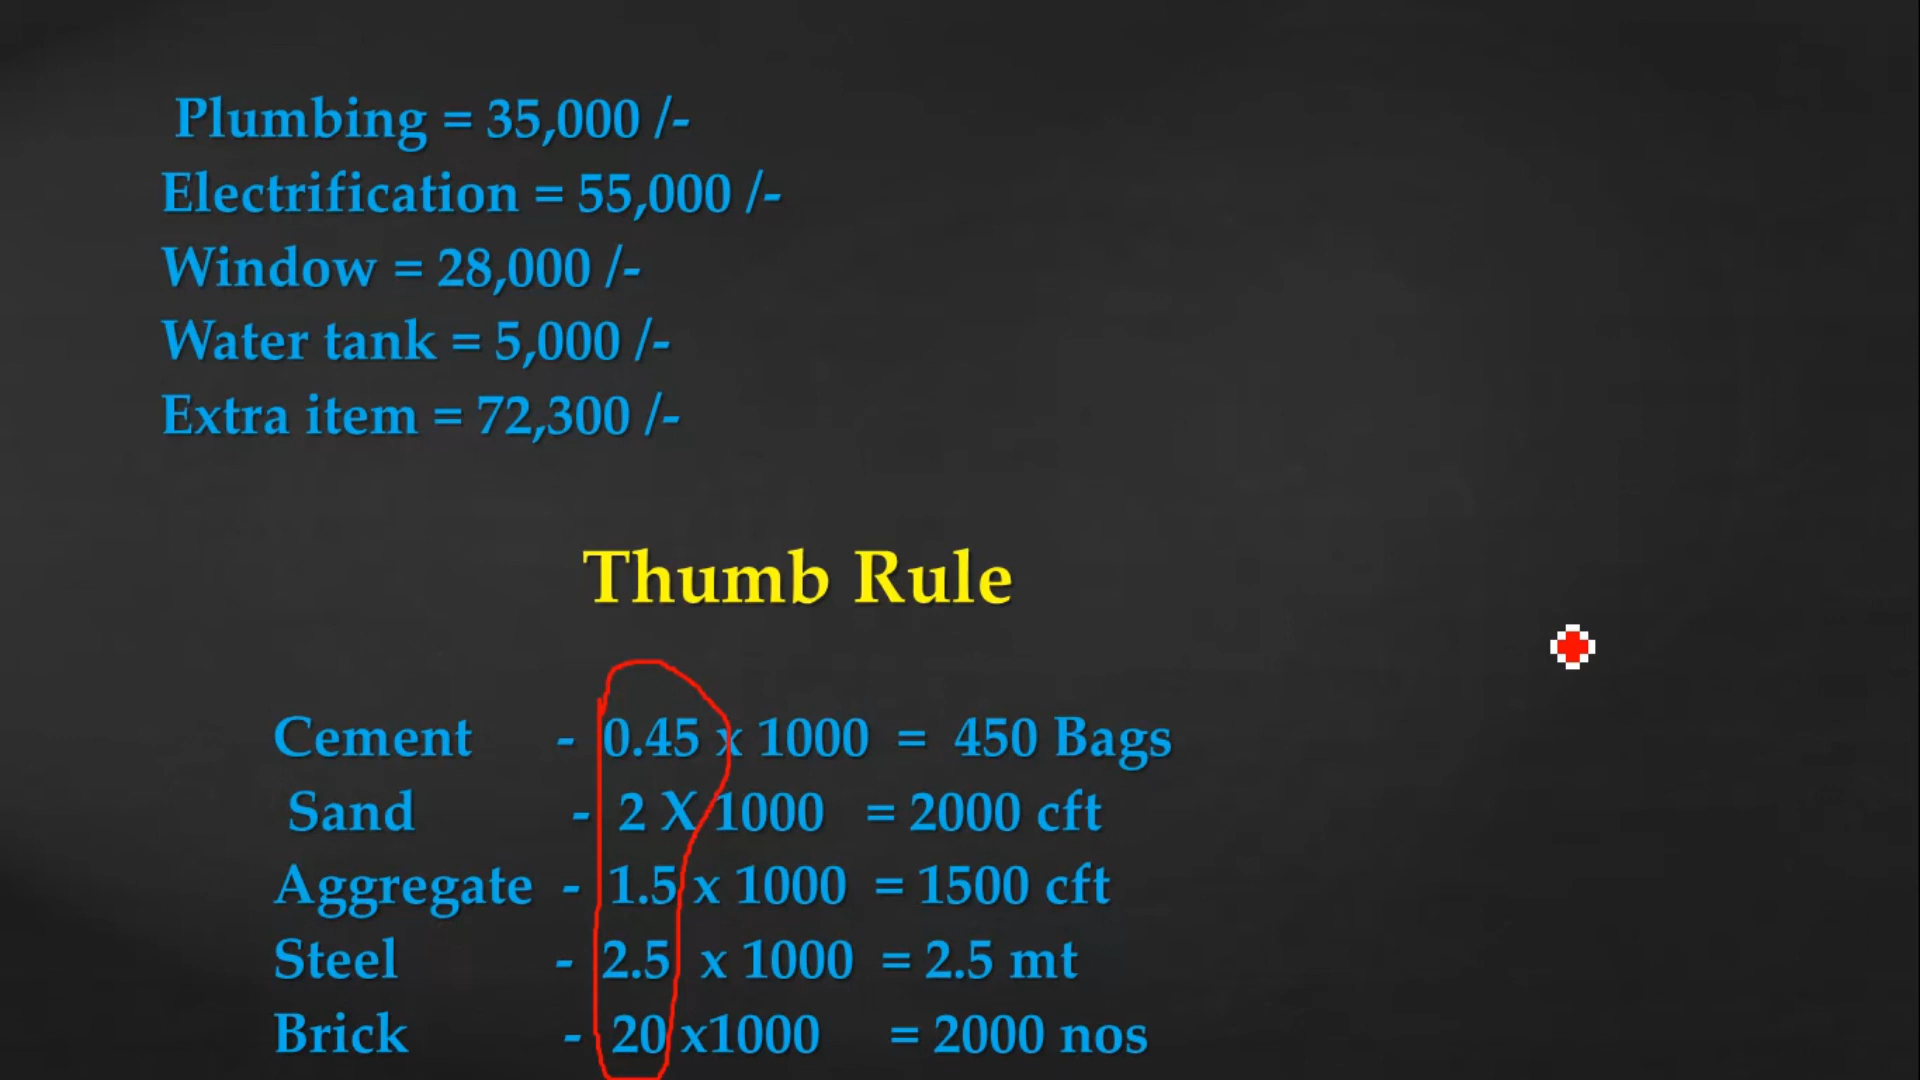 Plumbing = 35,000 /-
Electrification = 55,000 /-
Window = 28,000 /-
Water tank = 5,000 /-
Extra item = 72,300 /-
Thumb Rule
Cement - 0.45 x 1000 = 450 Bags
Sand - 2 X 1000 = 2000 cft
Aggregate - 1.5 x 1000 = 1500 cft
Steel - 2.5 x 1000 = 2.5 mt
Brick - 20 x1000 = 2000 nos